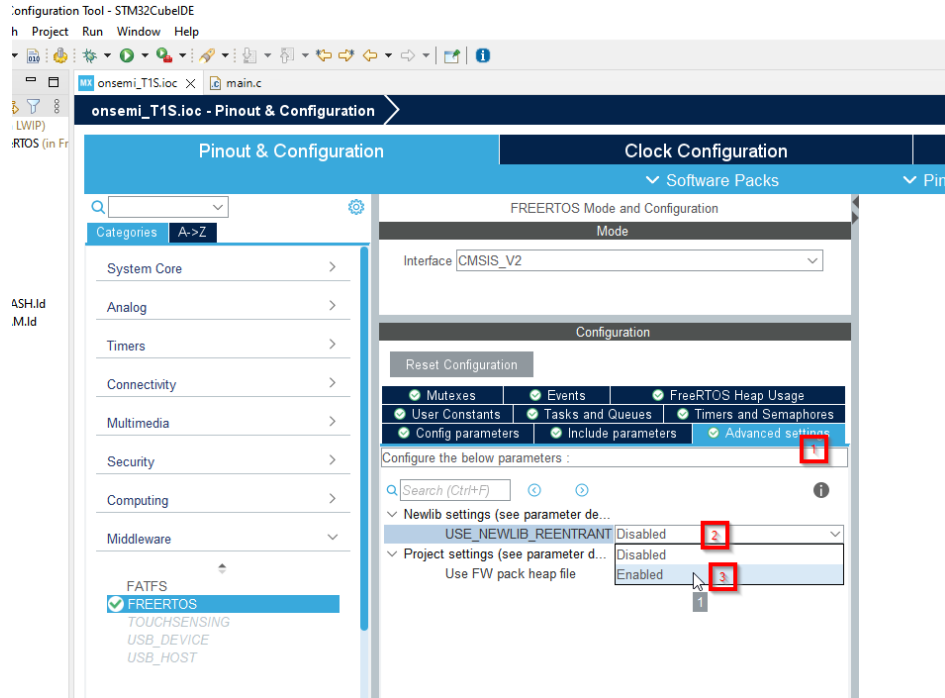 Configuration Tool - STM32CubeIDE
h Project Run Window Help
MX onsemi_T1S.ioc main.c
onsemi_T1S.ioc - Pinout & Configuration
LWIP)
RTOS (in Fr
ASH.ld
M.ld
Pinout & Configuration
Clock Configuration
Software Packs
Pin
Categories A->Z
System Core
Analog
Timers
Connectivity
Multimedia
Security
Computing
Middleware
FATFS
FREERTOS
TOUCHSENSING
USB_DEVICE
USB_HOST
FREERTOS Mode and Configuration
Mode
Interface CMSIS_V2
Configuration
Reset Configuration
Mutexes Events FreeRTOS Heap Usage
User Constants Tasks and Queues Timers and Semaphores
Config parameters Include parameters Advanced settings
1
Configure the below parameters :
Search (Ctrl+F)
Newlib settings (see parameter de...
USE_NEWLIB_REENTRANT Disabled 2
Project settings (see parameter d... Disabled
Use FW pack heap file Enabled 3
1